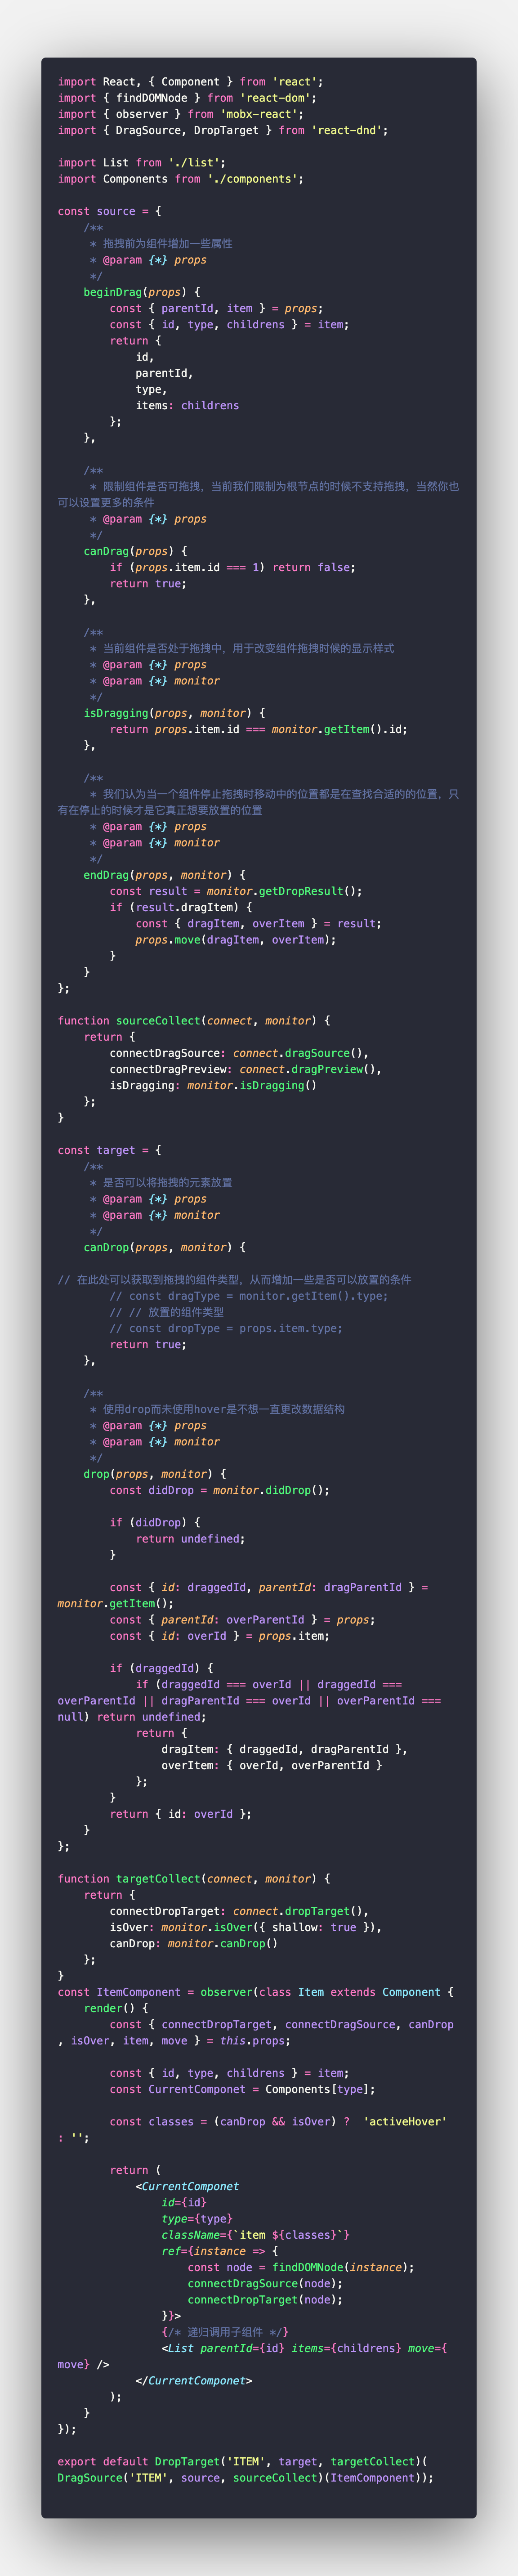 import React, { Component } from 'react';
import { findDOMNode } from 'react-dom';
import { observer } from 'mobx-react';
import { DragSource, DropTarget } from 'react-dnd';

import List from './list';
import Components from './components';

const source = {
    /**
     * 拖拽前为组件增加一些属性
     * @param {*} props
     */
    beginDrag(props) {
        const { parentId, item } = props;
        const { id, type, childrens } = item;
        return {
            id,
            parentId,
            type,
            items: childrens
        };
    },

    /**
     * 限制组件是否可拖拽，当前我们限制为根节点的时候不支持拖拽，当然你也
可以设置更多的条件
     * @param {*} props
     */
    canDrag(props) {
        if (props.item.id === 1) return false;
        return true;
    },

    /**
     * 当前组件是否处于拖拽中，用于改变组件拖拽时候的显示样式
     * @param {*} props
     * @param {*} monitor
     */
    isDragging(props, monitor) {
        return props.item.id === monitor.getItem().id;
    },

    /**
     * 我们认为当一个组件停止拖拽时移动中的位置都是在查找合适的的位置，只
有在停止的时候才是它真正想要放置的位置
     * @param {*} props
     * @param {*} monitor
     */
    endDrag(props, monitor) {
        const result = monitor.getDropResult();
        if (result.dragItem) {
            const { dragItem, overItem } = result;
            props.move(dragItem, overItem);
        }
    }
};

function sourceCollect(connect, monitor) {
    return {
        connectDragSource: connect.dragSource(),
        connectDragPreview: connect.dragPreview(),
        isDragging: monitor.isDragging()
    };
}

const target = {
    /**
     * 是否可以将拖拽的元素放置
     * @param {*} props
     * @param {*} monitor
     */
    canDrop(props, monitor) {

// 在此处可以获取到拖拽的组件类型，从而增加一些是否可以放置的条件
        // const dragType = monitor.getItem().type;
        // // 放置的组件类型
        // const dropType = props.item.type;
        return true;
    },

    /**
     * 使用drop而未使用hover是不想一直更改数据结构
     * @param {*} props
     * @param {*} monitor
     */
    drop(props, monitor) {
        const didDrop = monitor.didDrop();

        if (didDrop) {
            return undefined;
        }

        const { id: draggedId, parentId: dragParentId } =
monitor.getItem();
        const { parentId: overParentId } = props;
        const { id: overId } = props.item;

        if (draggedId) {
            if (draggedId === overId || draggedId ===
overParentId || dragParentId === overId || overParentId ===
null) return undefined;
            return {
                dragItem: { draggedId, dragParentId },
                overItem: { overId, overParentId }
            };
        }
        return { id: overId };
    }
};

function targetCollect(connect, monitor) {
    return {
        connectDropTarget: connect.dropTarget(),
        isOver: monitor.isOver({ shallow: true }),
        canDrop: monitor.canDrop()
    };
}
const ItemComponent = observer(class Item extends Component {
    render() {
        const { connectDropTarget, connectDragSource, canDrop
, isOver, item, move } = this.props;

        const { id, type, childrens } = item;
        const CurrentComponet = Components[type];

        const classes = (canDrop && isOver) ?  'activeHover'
: '';

        return (
            <CurrentComponet
                id={id}
                type={type}
                className={`item ${classes}`}
                ref={instance => {
                    const node = findDOMNode(instance);
                    connectDragSource(node);
                    connectDropTarget(node);
                }}>
                {/* 递归调用子组件 */}
                <List parentId={id} items={childrens} move={
move} />
            </CurrentComponet>
        );
    }
});

export default DropTarget('ITEM', target, targetCollect)(
DragSource('ITEM', source, sourceCollect)(ItemComponent));